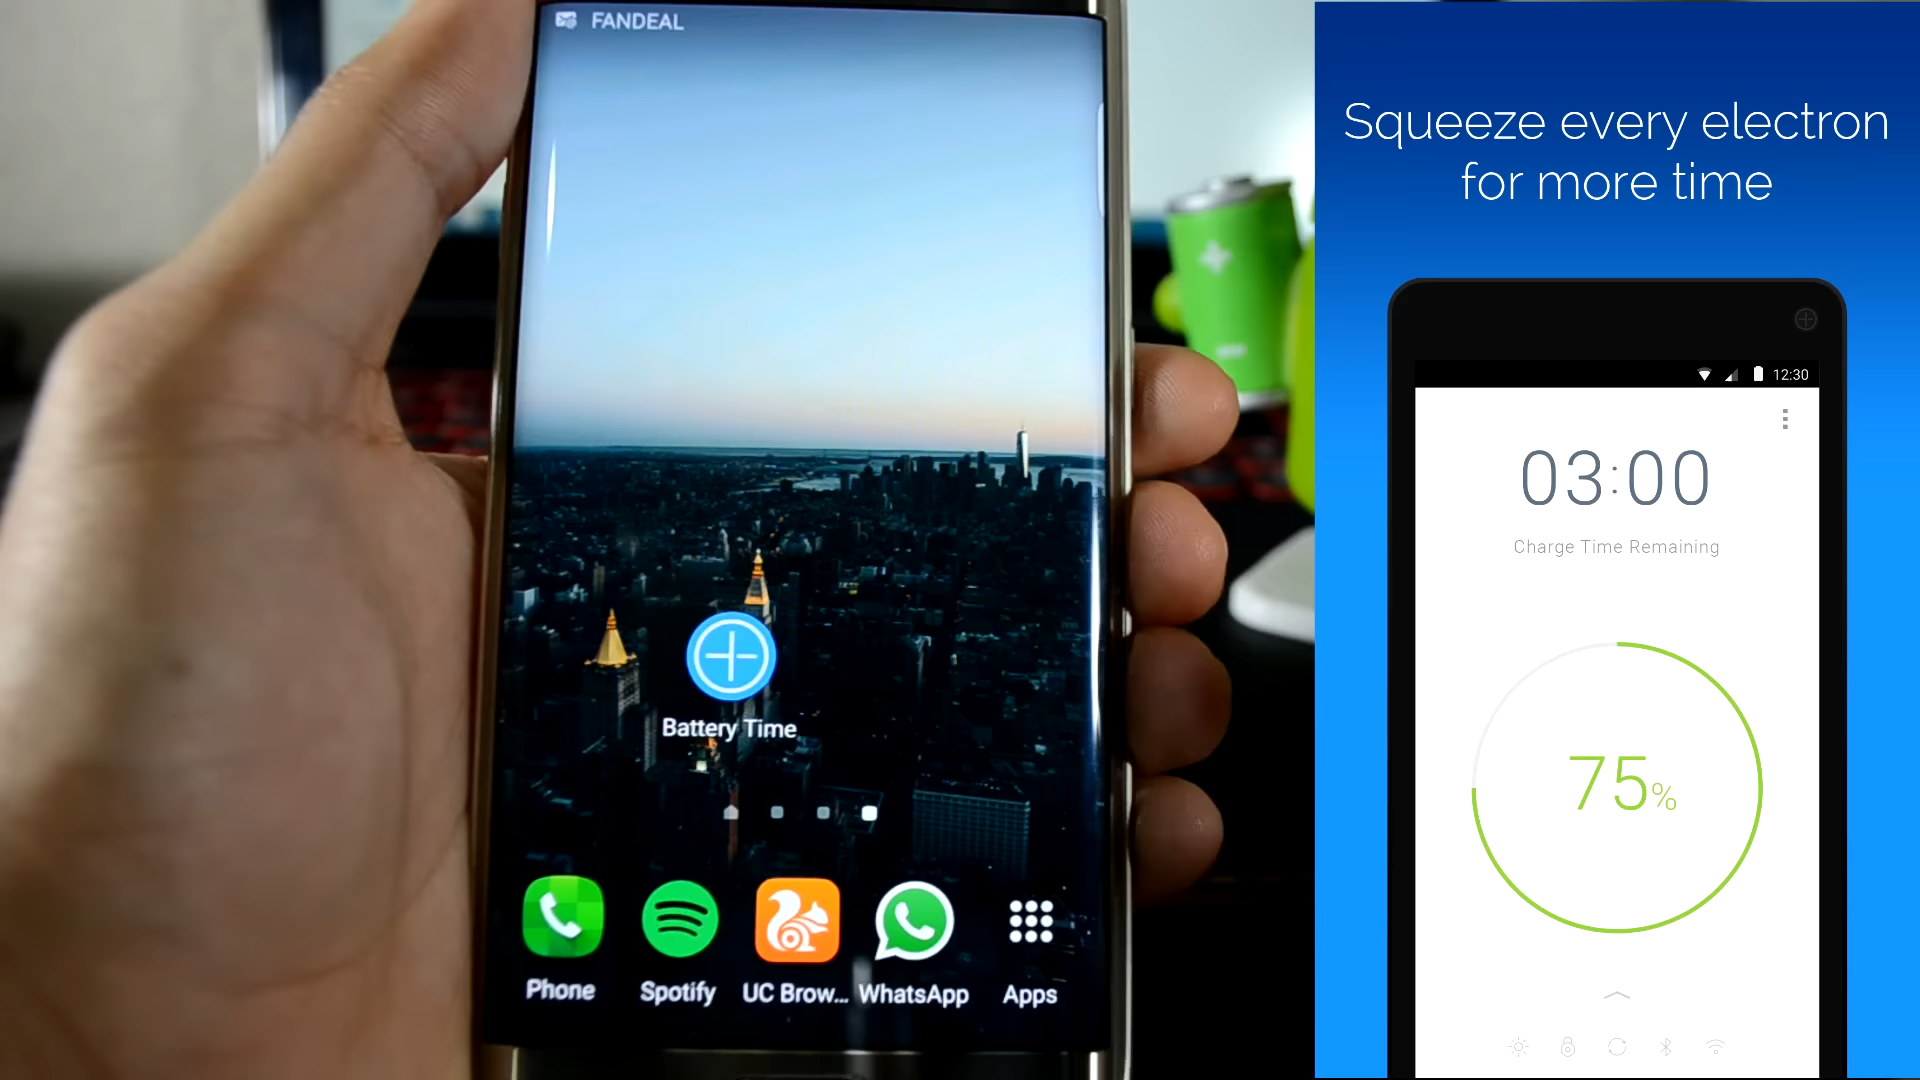 FANDEAL
Battery Time
Phone
Spotify
UC Brow...
WhatsApp
Apps
Squeeze every electron
for more time
12:30
03:00
Charge Time Remaining
75%